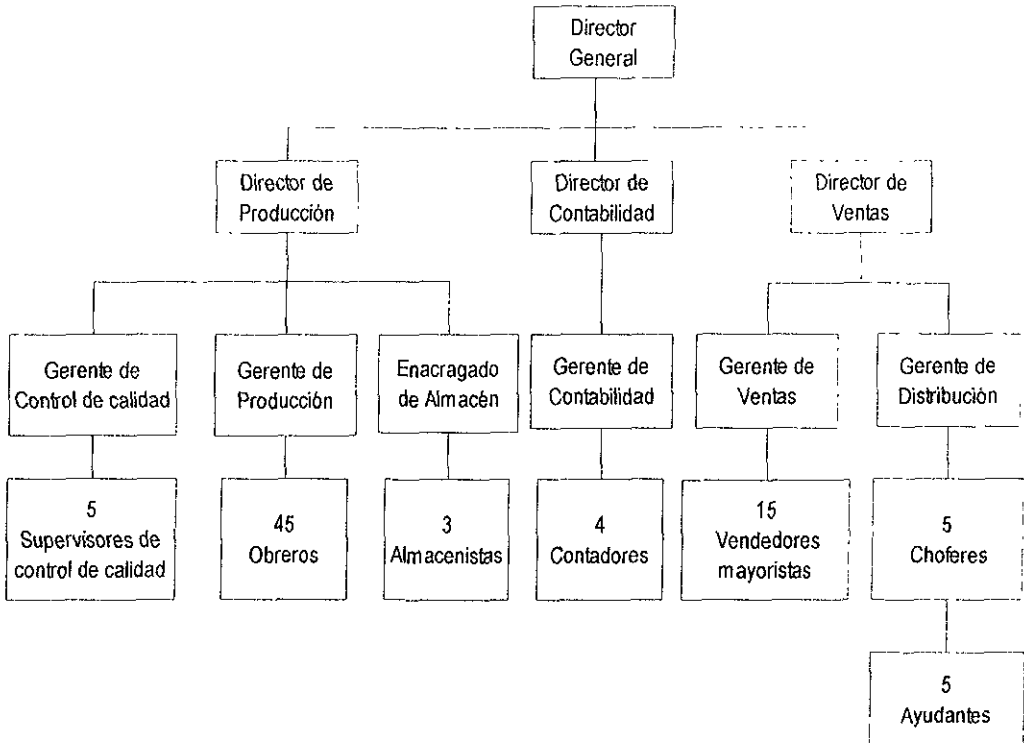 Director
General
Director de
Producción
Director de
Contabilidad
Director de
Ventas
Gerente de
Control de calidad
Gerente de
Producción
Enacragado
de Almacén
Gerente de
Contabilidad
Gerente de
Ventas
Gerente de
Distribución
5
Supervisores de
control de calidad
45
Obreros
3
Almacenistas
4
Contadores
15
Vendedores
mayoristas
5
Choferes
5
Ayudantes